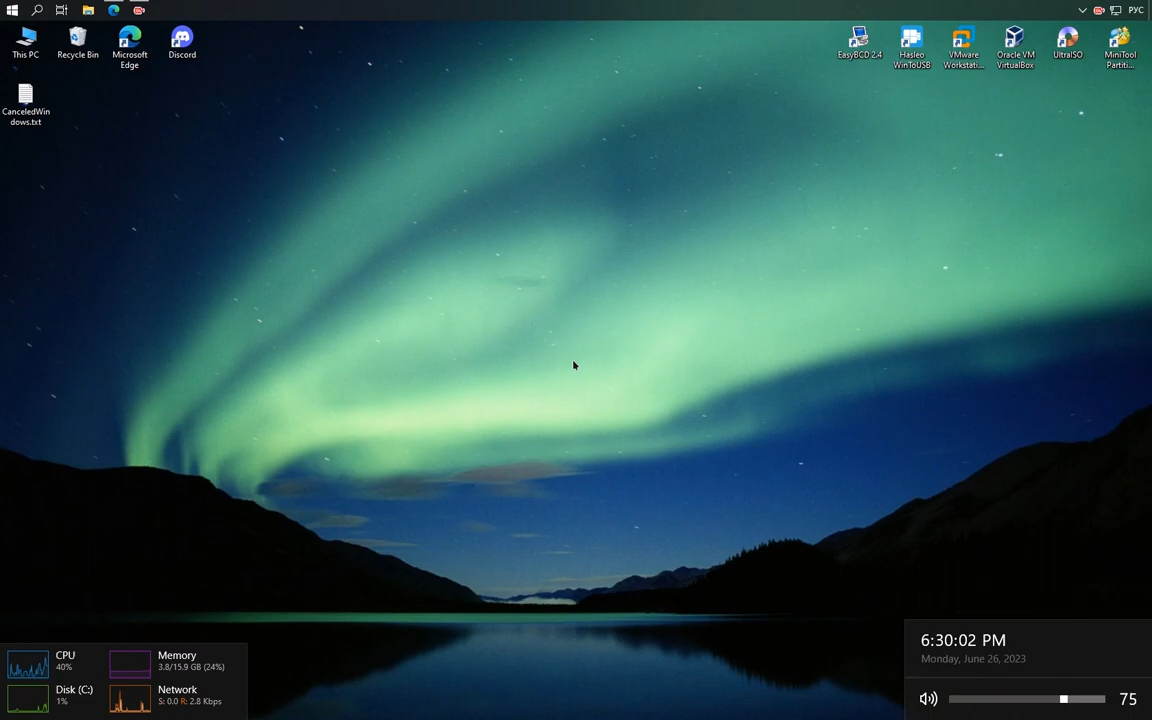 РУС
This PC
Recycle Bin
Microsoft
Edge
Discord
EasyBCD 2.4
Hasleo
WinToUSB
VMware
Workstati...
Oracle VM
VirtualBox
UltraISO
MiniTool
Partiti...
CanceledWin
dows.txt
CPU
40%
Memory
3.8/15.9 GB (24%)
Disk (C:)
1%
Network
S: 0.0 R: 2.8 Kbps
6:30:02 PM
Monday, June 26, 2023
75